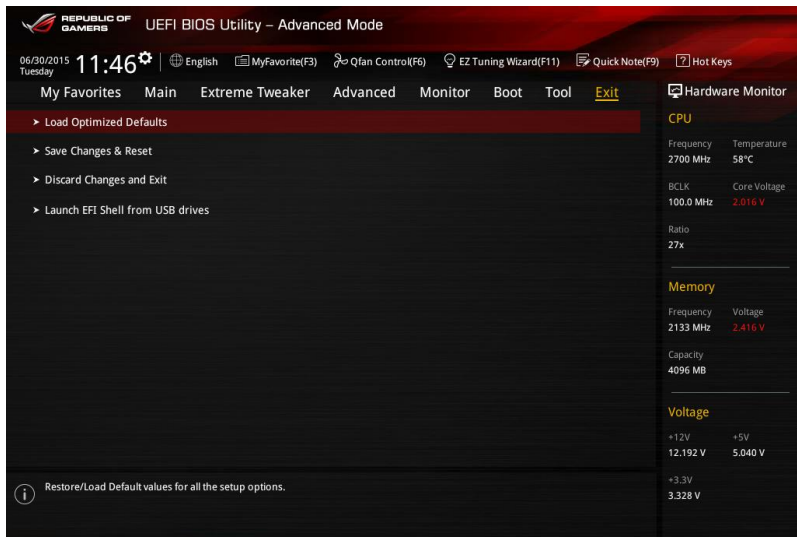 REPUBLIC OF
GAMERS
UEFI BIOS Utility – Advanced Mode
06/30/2015
Tuesday
11:46
English
MyFavorite(F3)
Qfan Control(F6)
EZ Tuning Wizard(F11)
Quick Note(F9)
? Hot Keys
My Favorites Main Extreme Tweaker Advanced Monitor Boot Tool Exit
Load Optimized Defaults
Save Changes & Reset
Discard Changes and Exit
Launch EFI Shell from USB drives
Restore/Load Default values for all the setup options.
Hardware Monitor
CPU
Frequency Temperature
2700 MHz 58°C
BCLK Core Voltage
100.0 MHz 2.016 V
Ratio
27x
Memory
Frequency Voltage
2133 MHz 2.416 V
Capacity
4096 MB
Voltage
+12V +5V
12.192 V 5.040 V
+3.3V
3.328 V